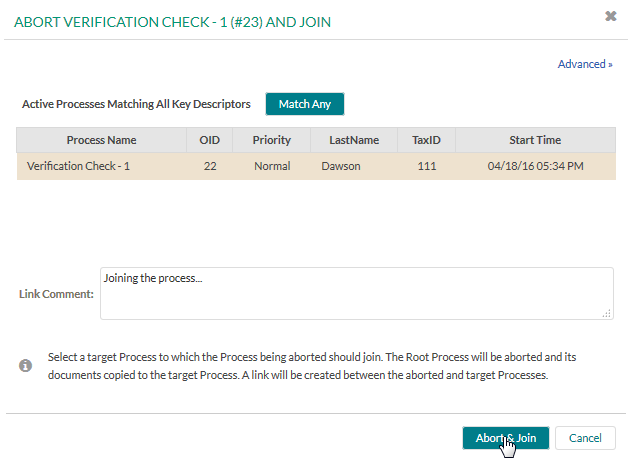 ABORT VERIFICATION CHECK - 1 (#23) AND JOIN
Advanced »
Active Processes Matching All Key Descriptors Match Any
Process Name OID Priority LastName TaxID Start Time
Verification Check - 1 22 Normal Dawson 111 04/18/16 05:34 PM
Link Comment: Joining the process...
Select a target Process to which the Process being aborted should join. The Root Process will be aborted and its
documents copied to the target Process. A link will be created between the aborted and target Processes.
Abort & Join Cancel